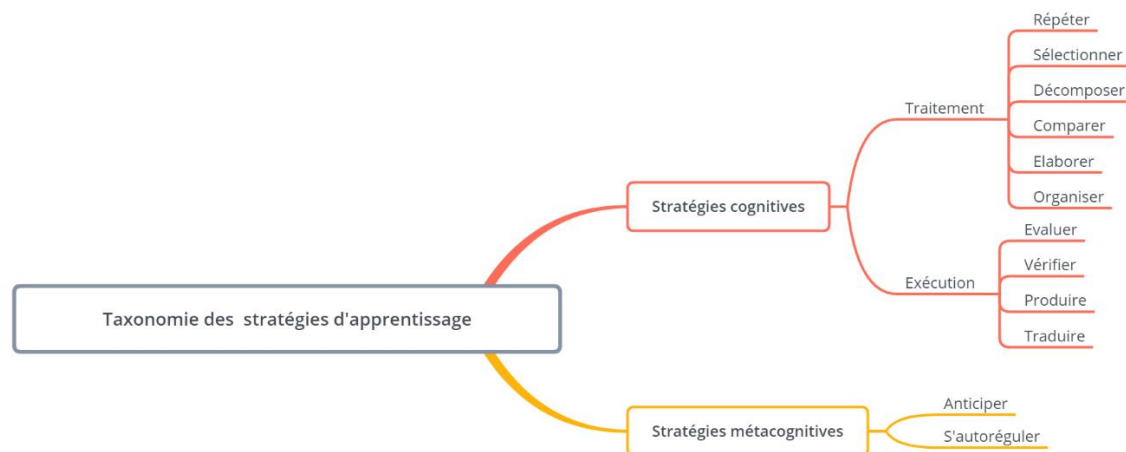 Taxonomie des stratégies d'apprentissage
Stratégies cognitives
Traitement
Répéter
Sélectionner
Décomposer
Comparer
Elaborer
Organiser
Exécution
Evaluer
Vérifier
Produire
Traduire
Stratégies métacognitives
Anticiper
S'autoréguler